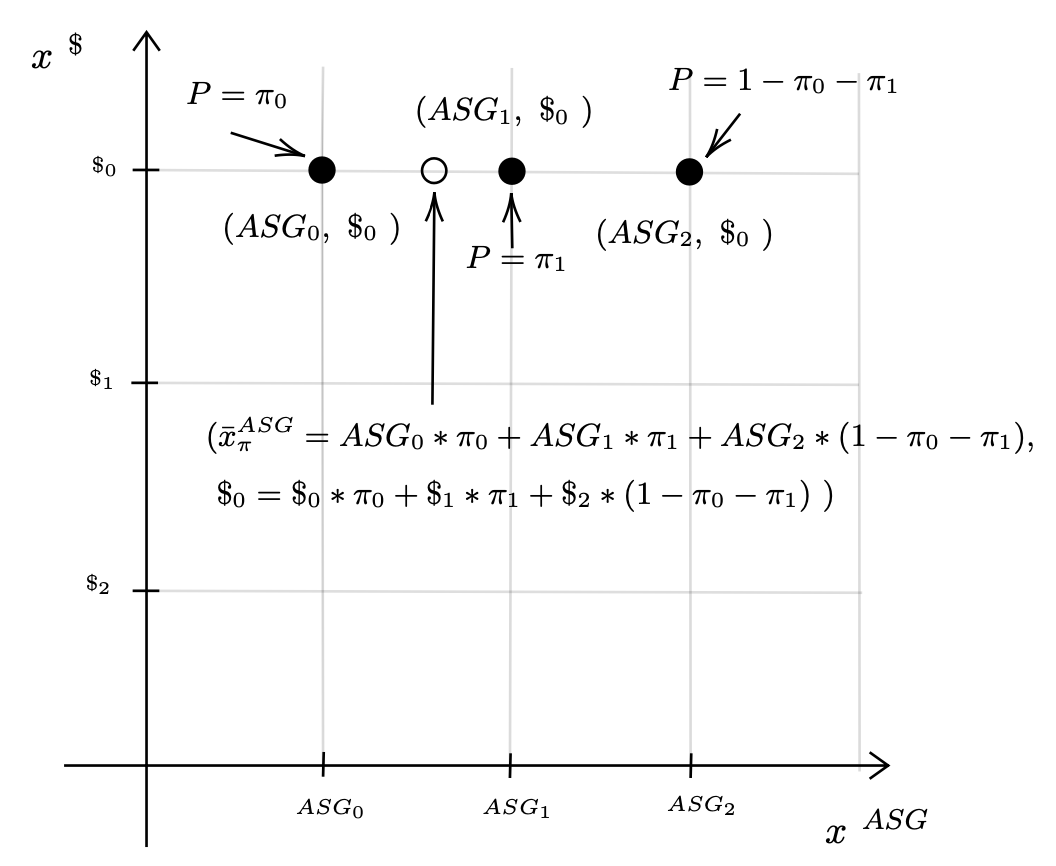 x $
P = π₀
P = 1 − π₀ − π₁
(ASG₁, $₀ )
$₀
(ASG₀, $₀ )
(ASG₂, $₀ )
P = π₁
$₁
(x̄_π^{ASG} = ASG₀ * π₀ + ASG₁ * π₁ + ASG₂ * (1 − π₀ − π₁),
$₀ = $₀ * π₀ + $₁ * π₁ + $₂ * (1 − π₀ − π₁) )
$₂
ASG₀
ASG₁
ASG₂
x ASG